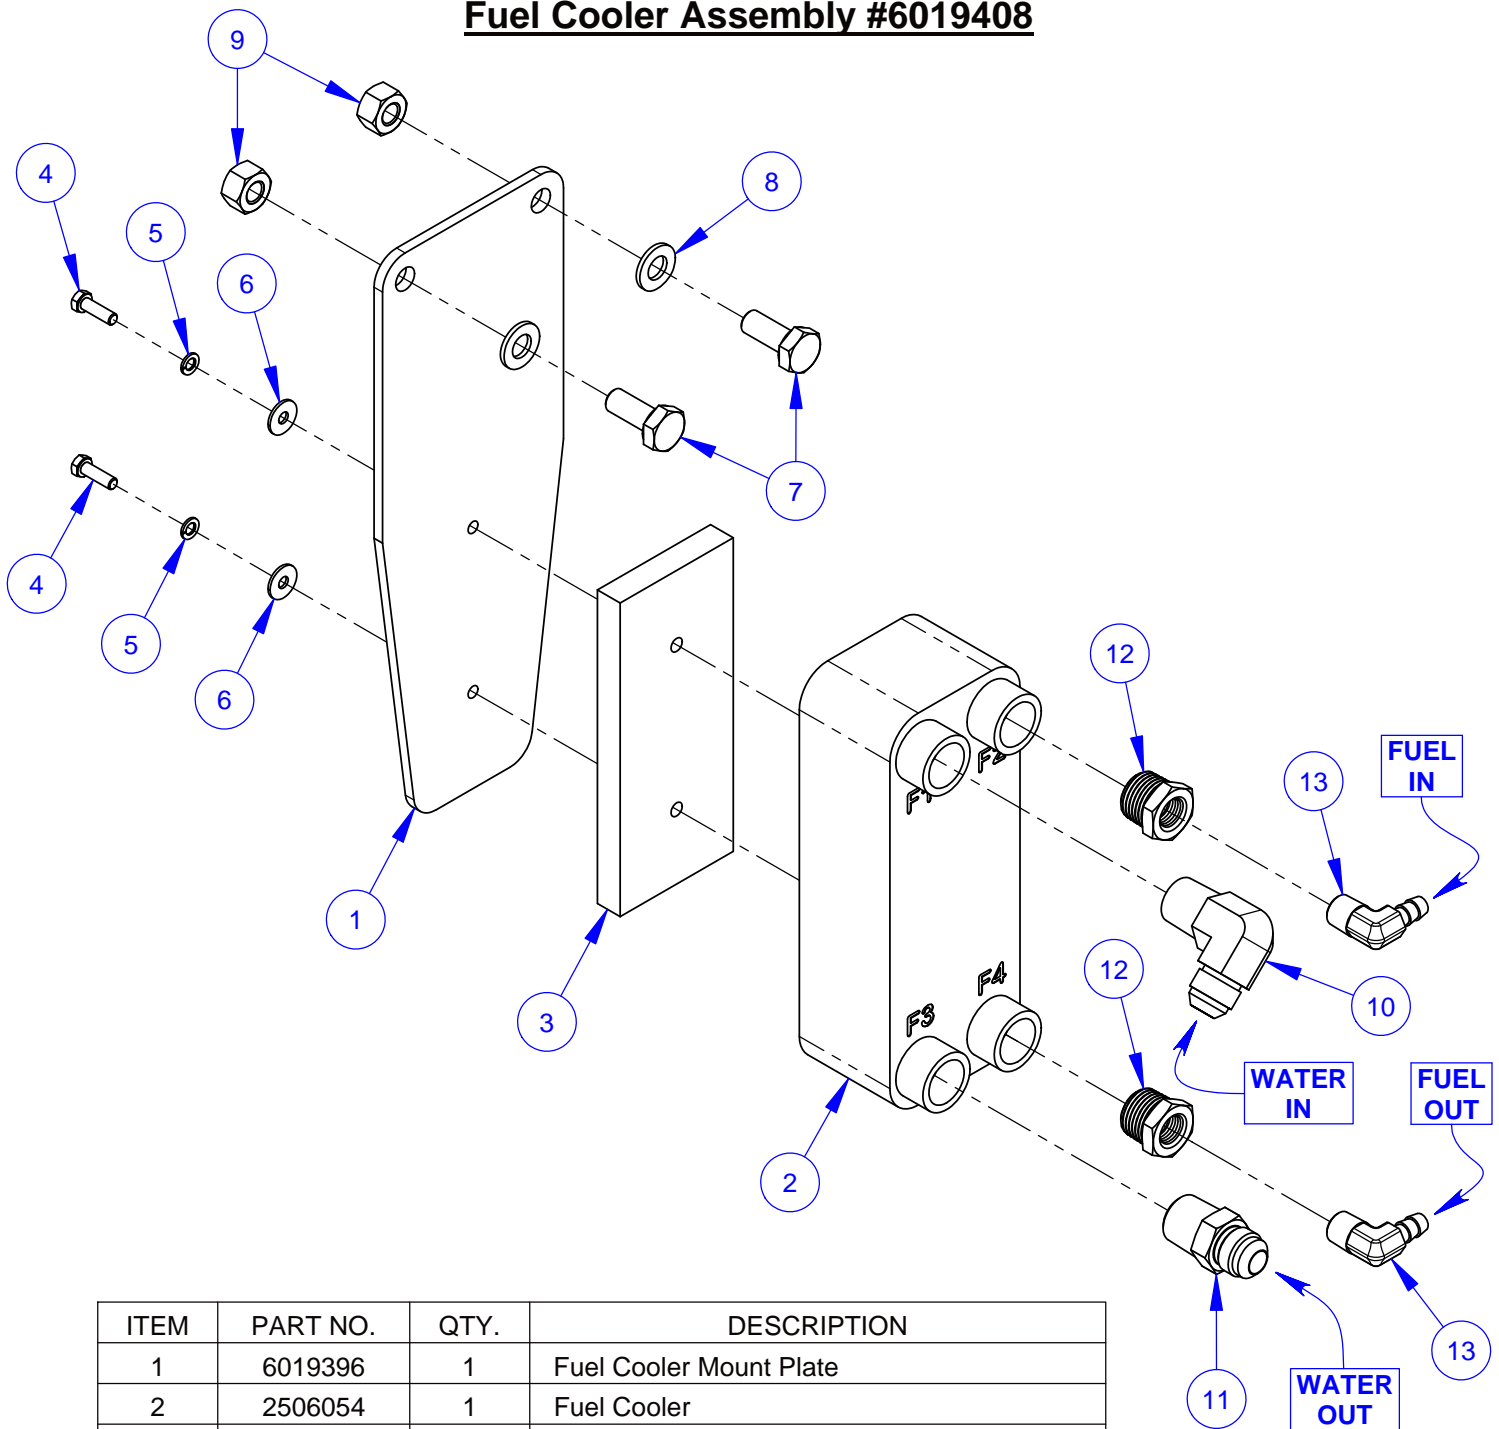 Fuel Cooler Assembly #6019408
9
4
8
5
6
7
4
5
6
12
FUEL
IN
13
F2
F1
1
12
F4
10
3
F3
WATER
IN
FUEL
OUT
2
13
11
WATER
OUT
ITEM PART NO. QTY. DESCRIPTION
1 6019396 1 Fuel Cooler Mount Plate
2 2506054 1 Fuel Cooler